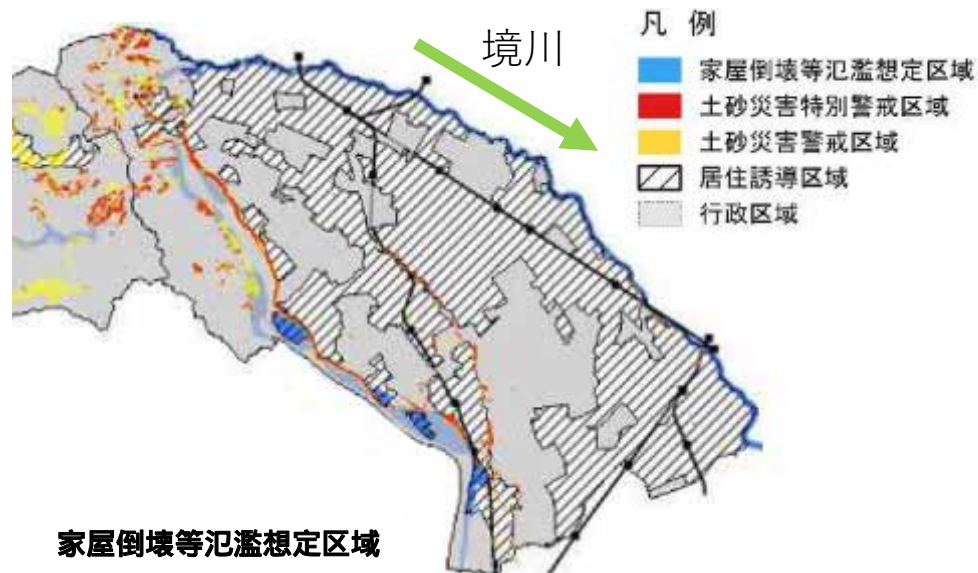 境川
凡 例
家屋倒壊等氾濫想定区域
土砂災害特別警戒区域
土砂災害警戒区域
居住誘導区域
行政区域
家屋倒壊等氾濫想定区域